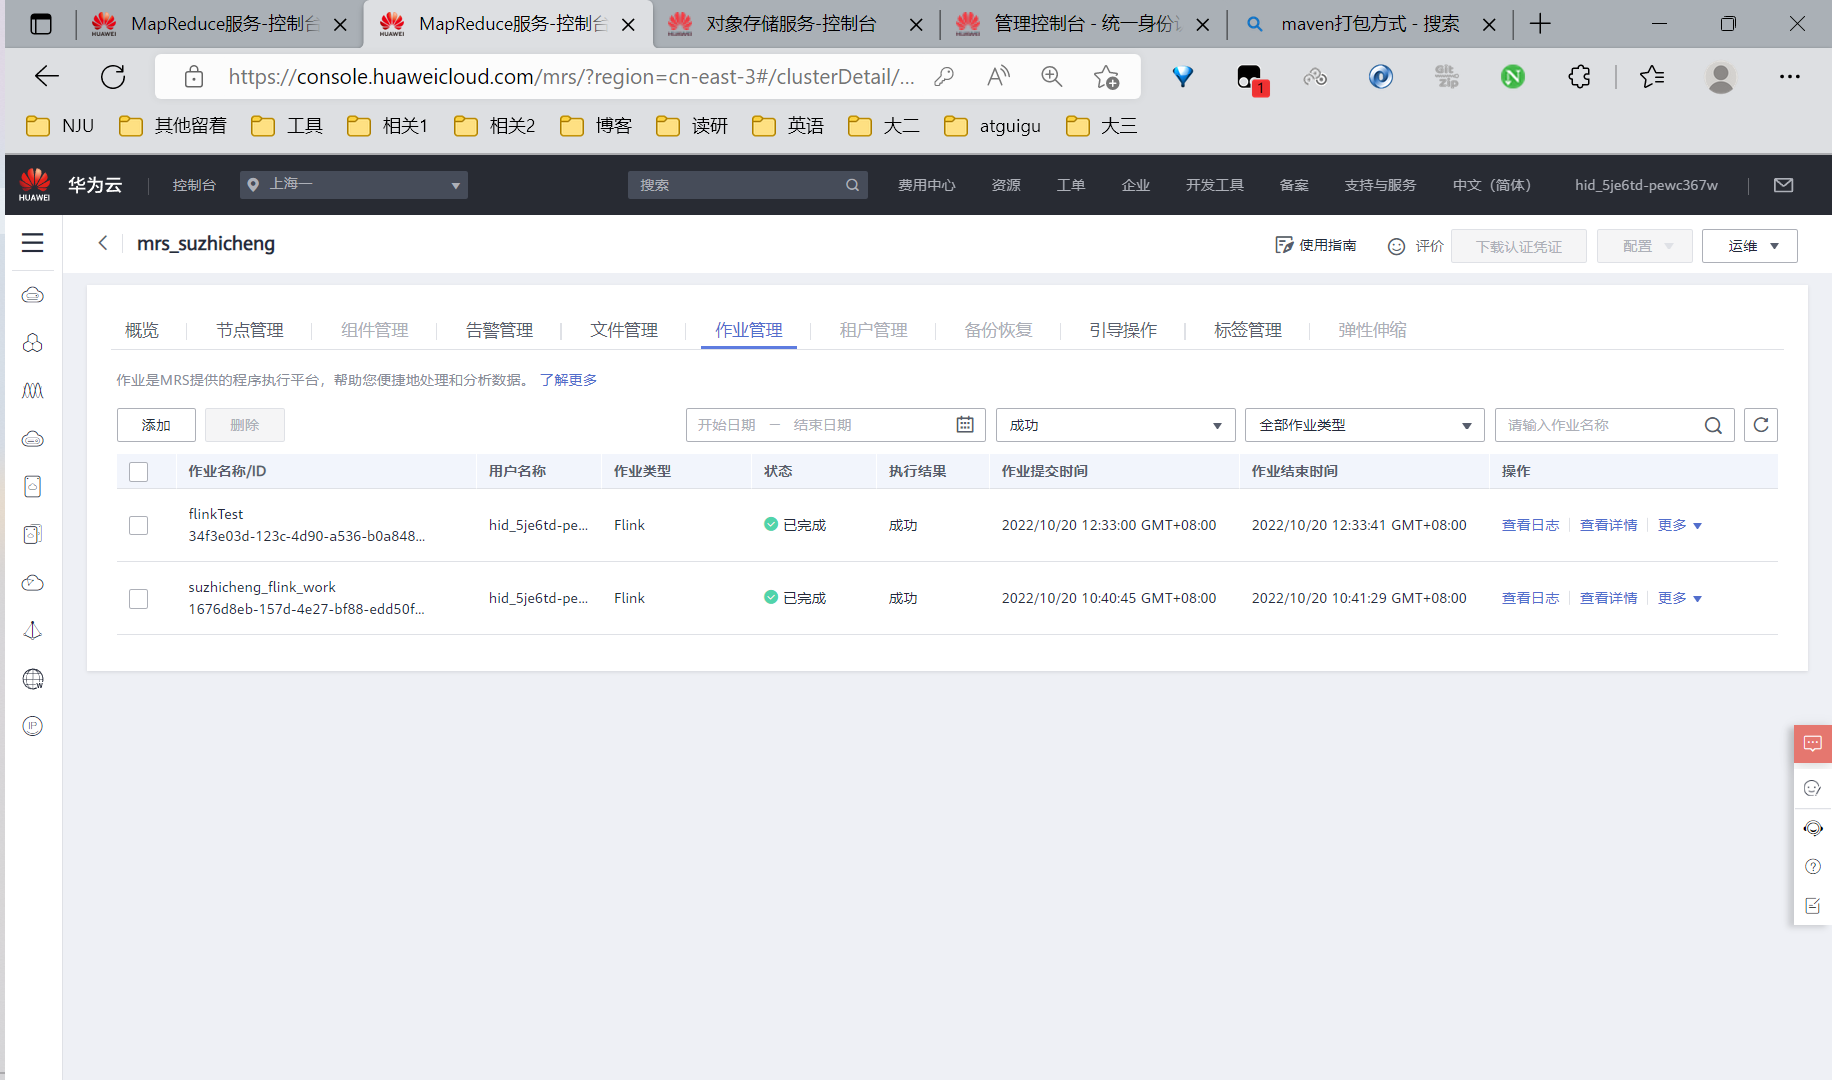 MapReduce服务-控制台
MapReduce服务-控制台
对象存储服务-控制台
管理控制台 - 统一身份认
maven打包方式 - 搜索
https://console.huaweicloud.com/mrs/?region=cn-east-3#/clusterDetail/...
1
Git
Zip
N
NJU
其他留着
工具
相关1
相关2
博客
读研
英语
大二
atguigu
大三
HUAWEI
华为云
控制台
上海一
搜索
费用中心
资源
工单
企业
开发工具
备案
支持与服务
中文（简体）
hid_5je6td-pewc367w
mrs_suzhicheng
使用指南
评价
下载认证凭证
配置
运维
概览
节点管理
组件管理
告警管理
文件管理
作业管理
租户管理
备份恢复
引导操作
标签管理
弹性伸缩
作业是MRS提供的程序执行平台，帮助您便捷地处理和分析数据。 了解更多
添加
删除
开始日期 — 结束日期
成功
全部作业类型
请输入作业名称
作业名称/ID 用户名称 作业类型 状态 执行结果 作业提交时间 作业结束时间 操作
flinkTest
34f3e03d-123c-4d90-a536-b0a848...
hid_5je6td-pe... Flink 已完成 成功 2022/10/20 12:33:00 GMT+08:00 2022/10/20 12:33:41 GMT+08:00 查看日志 查看详情 更多
suzhicheng_flink_work
1676d8eb-157d-4e27-bf88-edd50f...
hid_5je6td-pe... Flink 已完成 成功 2022/10/20 10:40:45 GMT+08:00 2022/10/20 10:41:29 GMT+08:00 查看日志 查看详情 更多
IP